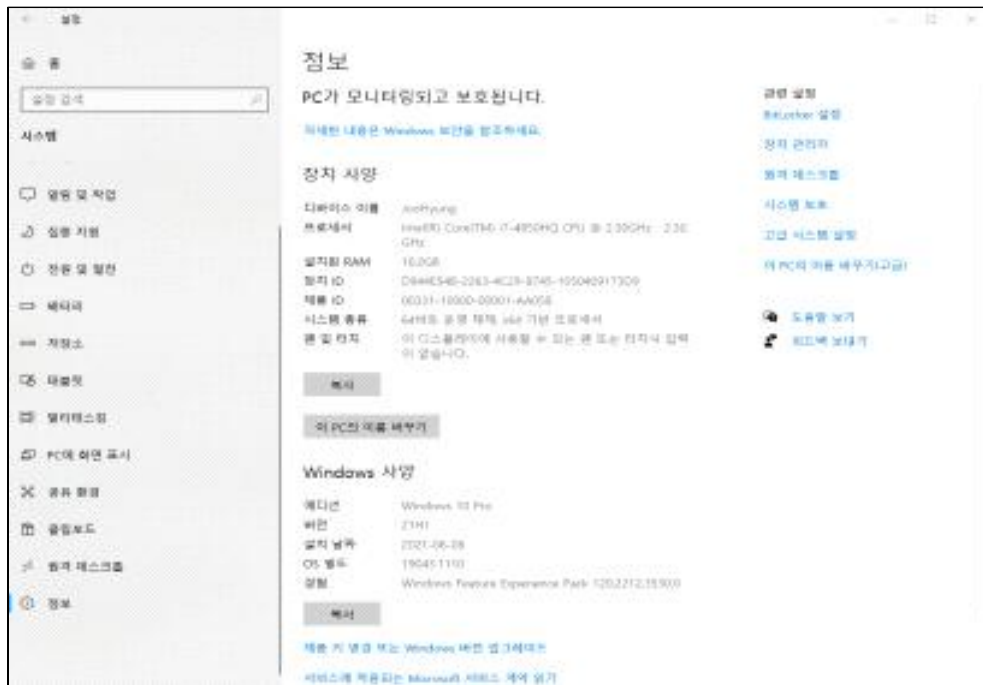 설정
홈
설정 검색
시스템
알림 및 작업
집중 지원
전원 및 절전
배터리
저장소
태블릿
멀티태스킹
PC에 화면 표시
공유 환경
클립보드
원격 데스크톱
정보
정보
PC가 모니터링되고 보호됩니다.
자세한 내용은 Windows 보안을 참조하세요.
장치 사양
디바이스 이름 JooHyung
프로세서 Intel(R) Core(TM) i7-4850HQ CPU @ 2.30GHz 2.30 GHz
설치된 RAM 16.0GB
장치 ID
제품 ID 00331-10000-00001-AA058
시스템 종류 64비트 운영 체제, x64 기반 프로세서
펜 및 터치 이 디스플레이에 사용할 수 있는 펜 또는 터치식 입력
이 없습니다.
복사
이 PC의 이름 바꾸기
Windows 사양
에디션 Windows 10 Pro
버전 21H1
설치 날짜
OS 빌드 19043.1110
경험 Windows Feature Experience Pack 120.2212.3530.0
복사
제품 키 변경 또는 Windows 버전 업그레이드
서비스에 적용되는 Microsoft 서비스 계약 읽기
관련 설정
BitLocker 설정
장치 관리자
원격 데스크톱
시스템 보호
고급 시스템 설정
이 PC의 이름 바꾸기(고급)
도움말 보기
피드백 보내기